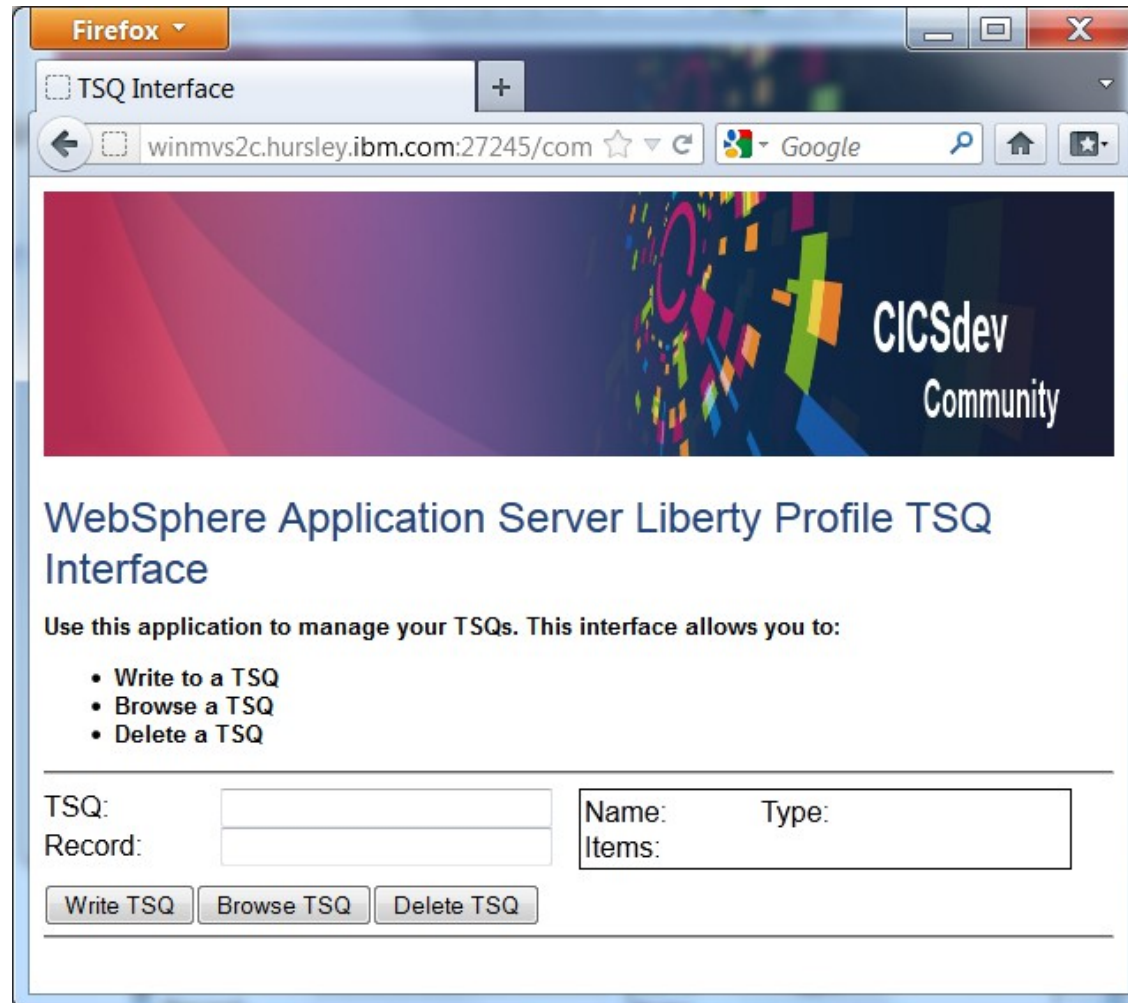 Firefox
TSQ Interface
winmvs2c.hursley.ibm.com:27245/com
Google
CICSdev
Community
WebSphere Application Server Liberty Profile TSQ
Interface
Use this application to manage your TSQs. This interface allows you to:
• Write to a TSQ
• Browse a TSQ
• Delete a TSQ
TSQ:
Name: Type:
Record:
Items:
Write TSQ Browse TSQ Delete TSQ